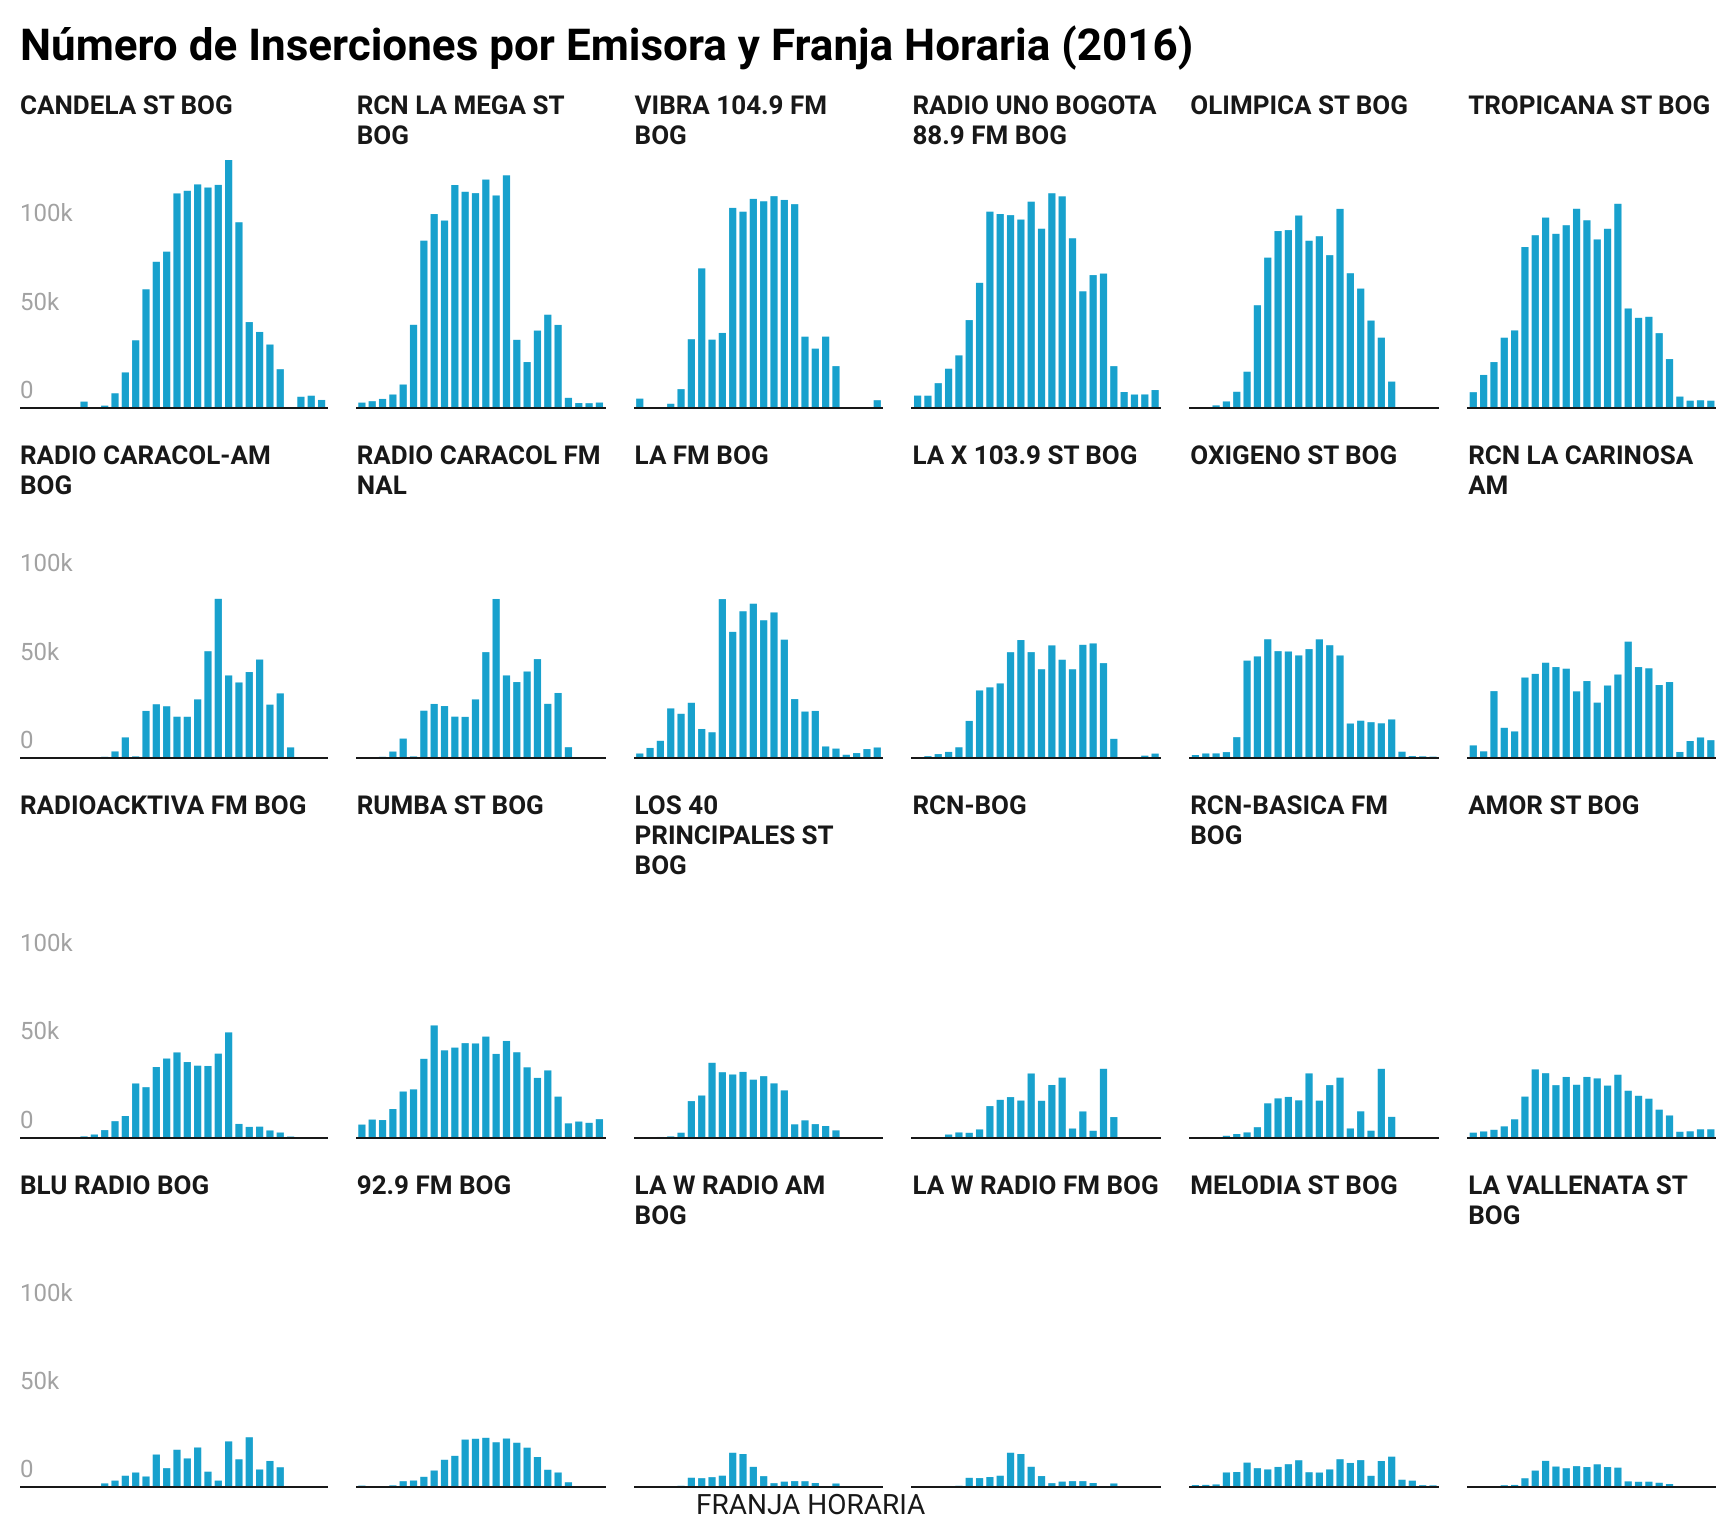 Número de Inserciones por Emisora y Franja Horaria (2016)
CANDELA ST BOG
RCN LA MEGA ST
BOG
VIBRA 104.9 FM
BOG
RADIO UNO BOGOTA
88.9 FM BOG
OLIMPICA ST BOG
TROPICANA ST BOG
100k
50k
0
RADIO CARACOL-AM
BOG
RADIO CARACOL FM
NAL
LA FM BOG
LA X 103.9 ST BOG
OXIGENO ST BOG
RCN LA CARINOSA
AM
100k
50k
0
RADIOACKTIVA FM BOG
RUMBA ST BOG
LOS 40
PRINCIPALES ST
BOG
RCN-BOG
RCN-BASICA FM
BOG
AMOR ST BOG
100k
50k
0
BLU RADIO BOG
92.9 FM BOG
LA W RADIO AM
BOG
LA W RADIO FM BOG
MELODIA ST BOG
LA VALLENATA ST
BOG
100k
50k
0
FRANJA HORARIA